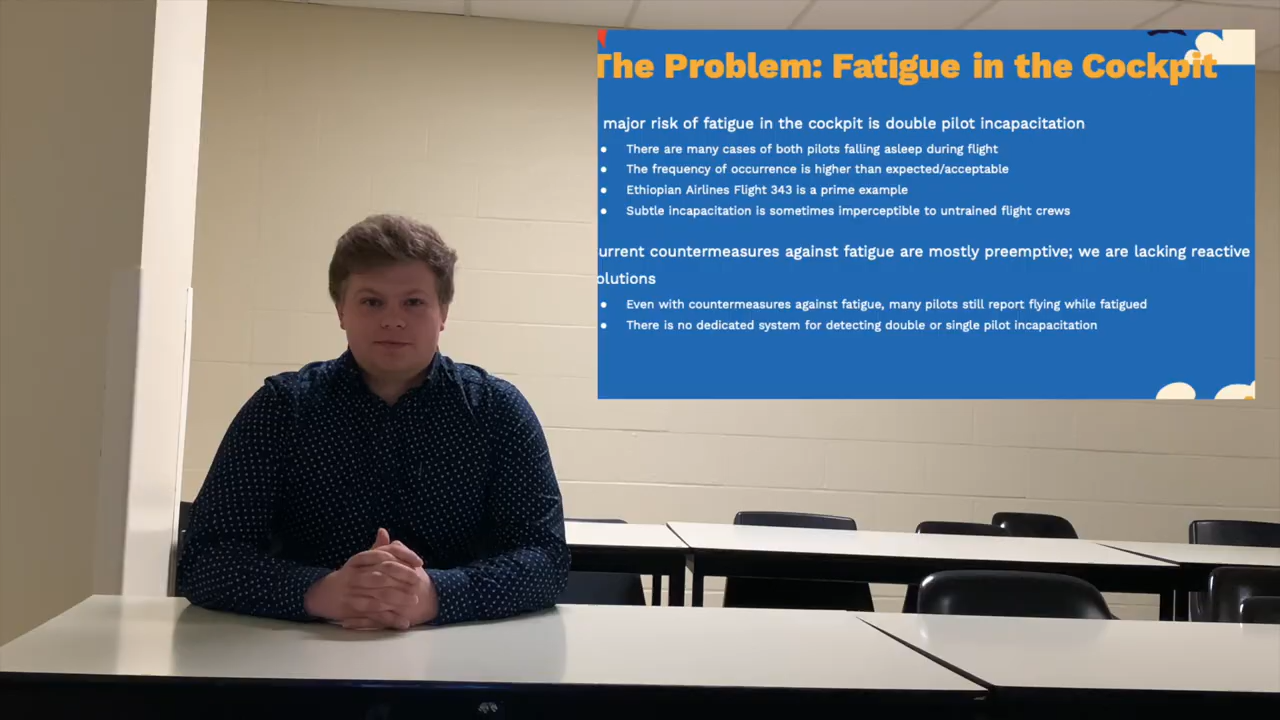 The Problem: Fatigue in the Cockpit
major risk of fatigue in the cockpit is double pilot incapacitation
● There are many cases of both pilots falling asleep during flight
● The frequency of occurrence is higher than expected/acceptable
● Ethiopian Airlines Flight 343 is a prime example
● Subtle incapacitation is sometimes imperceptible to untrained flight crews
urrent countermeasures against fatigue are mostly preemptive; we are lacking reactive
olutions
● Even with countermeasures against fatigue, many pilots still report flying while fatigued
● There is no dedicated system for detecting double or single pilot incapacitation